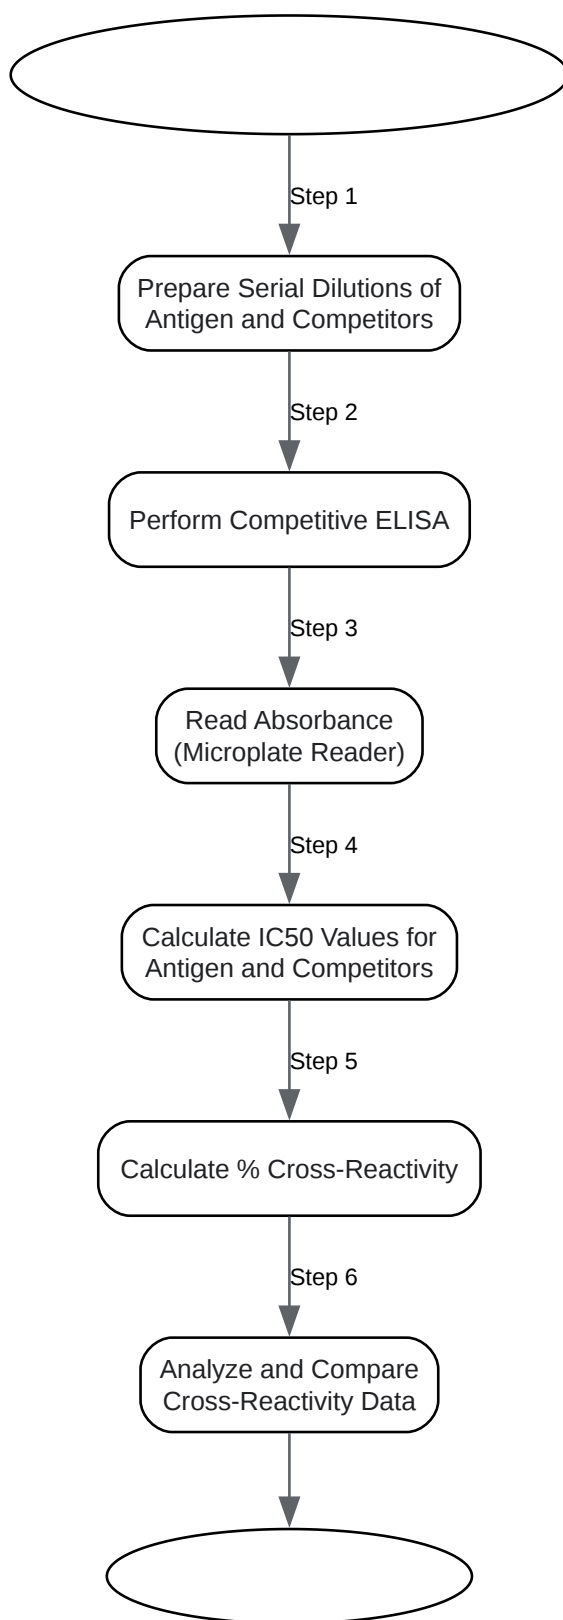 Step 1
Prepare Serial Dilutions of
Antigen and Competitors
Step 2
Perform Competitive ELISA
Step 3
Read Absorbance
(Microplate Reader)
Step 4
Calculate IC50 Values for
Antigen and Competitors
Step 5
Calculate % Cross-Reactivity
Step 6
Analyze and Compare
Cross-Reactivity Data